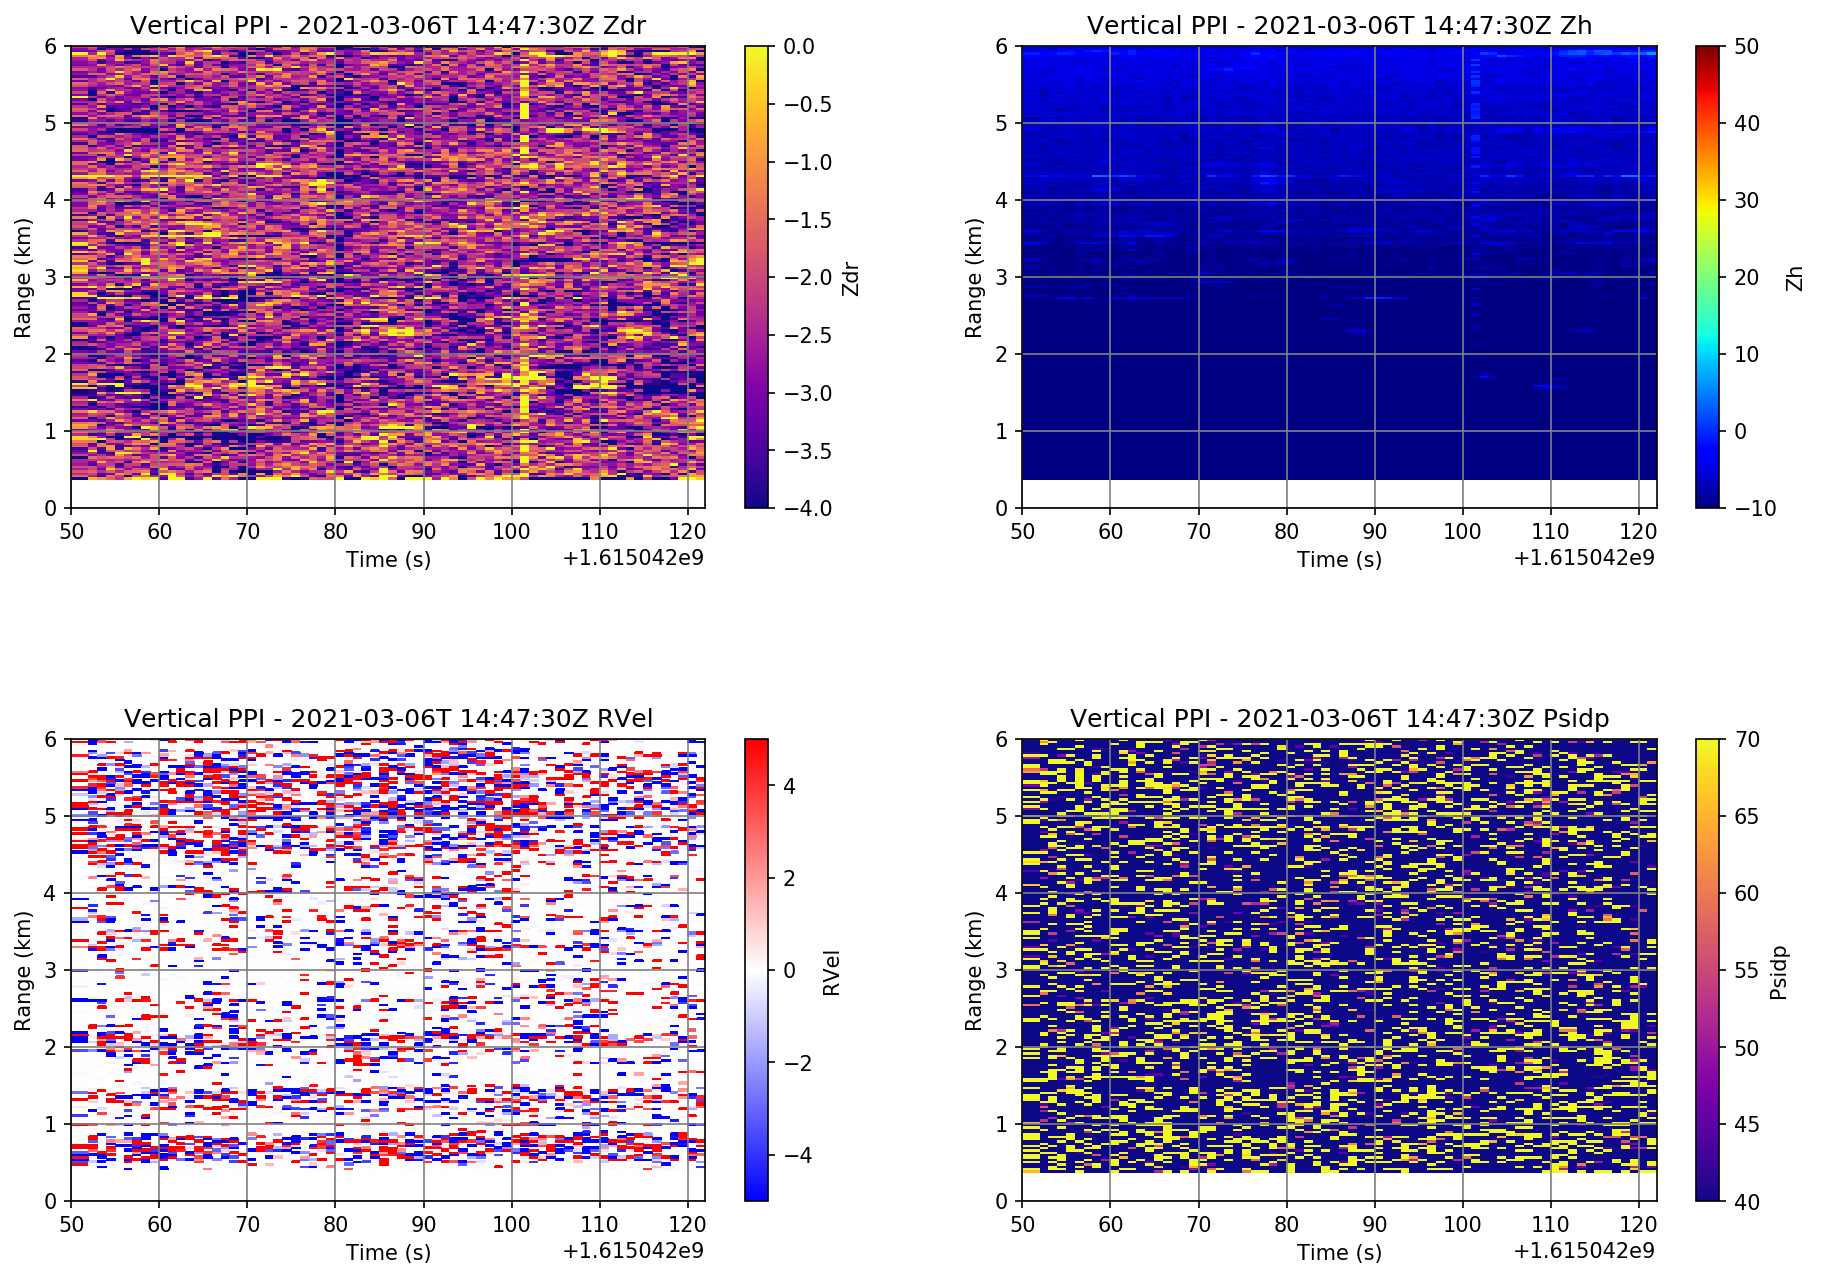 Vertical PPI - 2021-03-06T 14:47:30Z Zdr
6
5
4
3
2
1
0
Range (km)
50 60 70 80 90 100 110 120
Time (s)
+1.615042e9
0.0
−0.5
−1.0
−1.5
−2.0
−2.5
−3.0
−3.5
−4.0
Zdr
Vertical PPI - 2021-03-06T 14:47:30Z Zh
6
5
4
3
2
1
0
Range (km)
50 60 70 80 90 100 110 120
Time (s)
+1.615042e9
50
40
30
20
10
0
−10
Zh
Vertical PPI - 2021-03-06T 14:47:30Z RVel
6
5
4
3
2
1
0
Range (km)
50 60 70 80 90 100 110 120
Time (s)
+1.615042e9
4
2
0
−2
−4
RVel
Vertical PPI - 2021-03-06T 14:47:30Z Psidp
6
5
4
3
2
1
0
Range (km)
50 60 70 80 90 100 110 120
Time (s)
+1.615042e9
70
65
60
55
50
45
40
Psidp